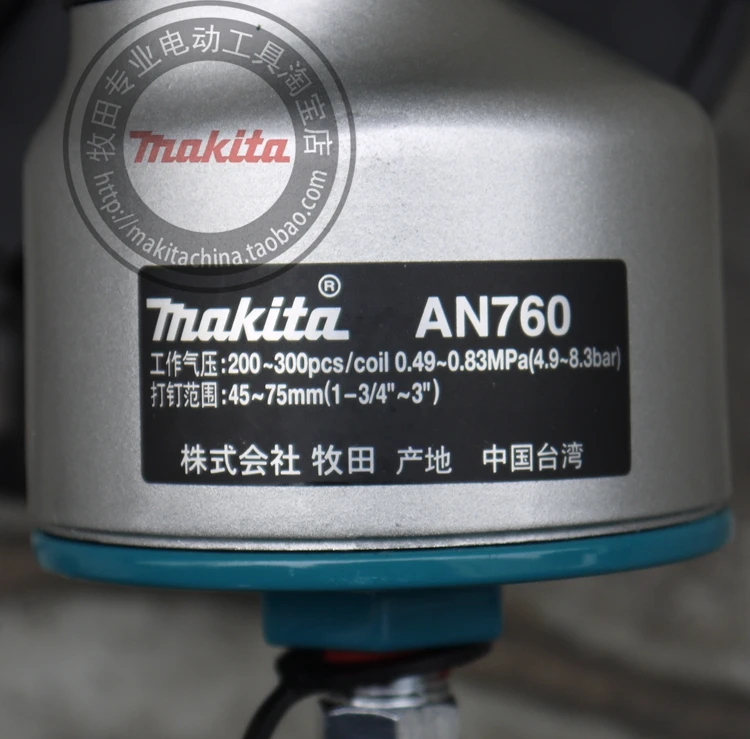 牧田专业电动工具淘宝店
makita
http://makitachina.taobao.com
makita® AN760
工作气压:200~300pcs/coil 0.49~0.83MPa(4.9~8.3bar)
打钉范围:45~75mm(1-3/4"~3")
株式会社 牧田 产地 中国台湾